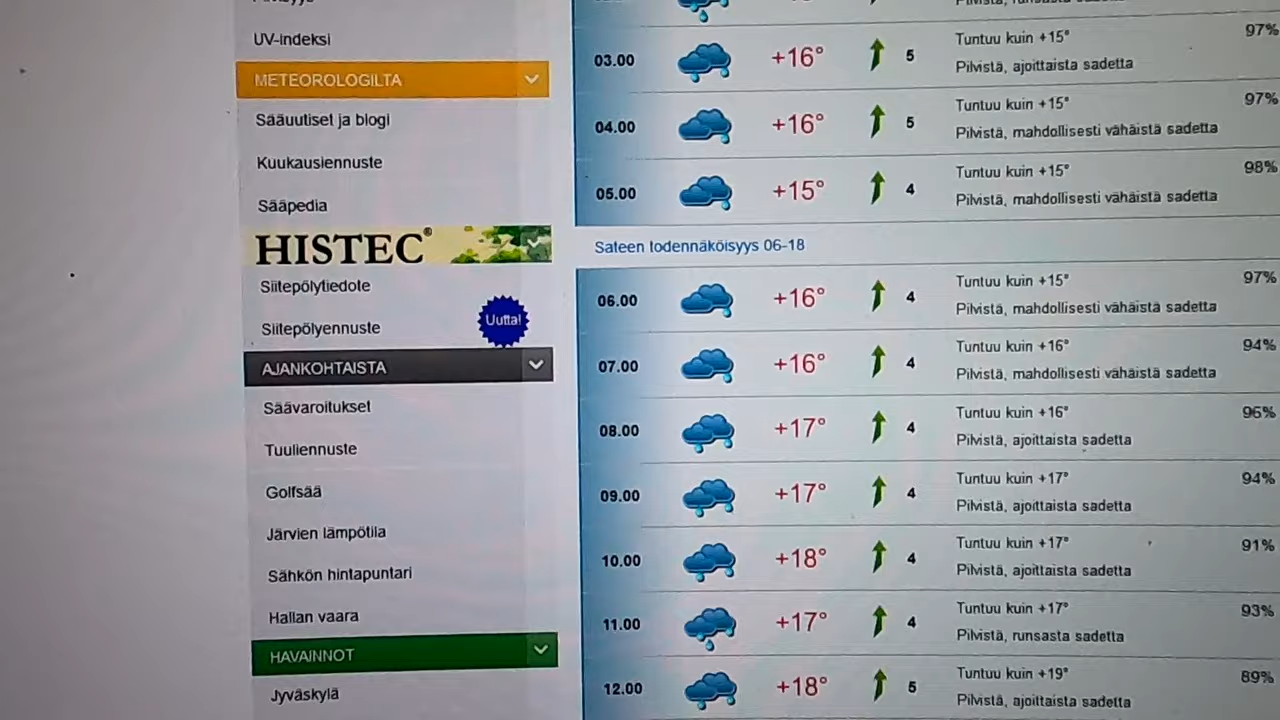 UV-indeksi
METEOROLOGILTA
Sääuutiset ja blogi
Kuukausiennuste
Sääpedia
HISTEC®
Siitepölytiedote
Siitepölyennuste
Uutta!
AJANKOHTAISTA
Säävaroitukset
Tuuliennuste
Golfsää
Järvien lämpötila
Sähkön hintapuntari
Hallan vaara
HAVAINNOT
Jyväskylä
03.00 +16° 5 Tuntuu kuin +15° 97%
Pilvistä, ajoittaista sadetta
04.00 +16° 5 Tuntuu kuin +15° 97%
Pilvistä, mahdollisesti vähäistä sadetta
05.00 +15° 4 Tuntuu kuin +15° 98%
Pilvistä, mahdollisesti vähäistä sadetta
Sateen todennäköisyys 06-18
06.00 +16° 4 Tuntuu kuin +15° 97%
Pilvistä, mahdollisesti vähäistä sadetta
07.00 +16° 4 Tuntuu kuin +16° 94%
Pilvistä, mahdollisesti vähäistä sadetta
08.00 +17° 4 Tuntuu kuin +16° 96%
Pilvistä, ajoittaista sadetta
09.00 +17° 4 Tuntuu kuin +17° 94%
Pilvistä, ajoittaista sadetta
10.00 +18° 4 Tuntuu kuin +17° 91%
Pilvistä, ajoittaista sadetta
11.00 +17° 4 Tuntuu kuin +17° 93%
Pilvistä, runsasta sadetta
12.00 +18° 5 Tuntuu kuin +19° 89%
Pilvistä, ajoittaista sadetta